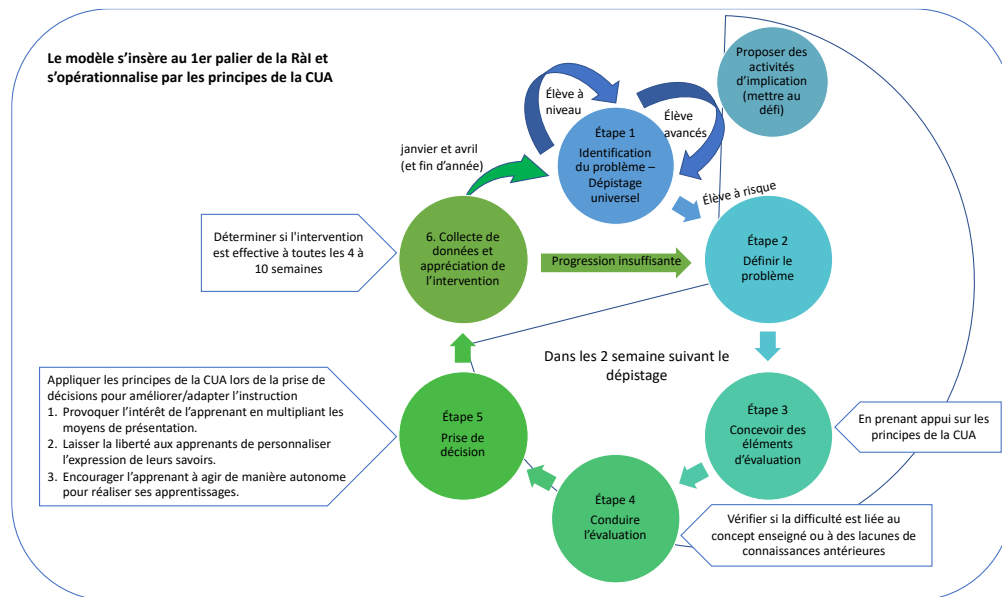 Le modèle s'insère au 1er palier de la RàI et
s'opérationnalise par les principes de la CUA
Proposer des
activités
d'implication
(mettre au
défi)
Élève à
niveau
Élève
avancés
Étape 1
Identification
du problème –
Dépistage
universel
janvier et avril
(et fin d'année)
Élève à risque
Étape 2
Définir le
problème
6. Collecte de
données et
appréciation de
l'intervention
Progression insuffisante
Déterminer si l'intervention
est effective à toutes les 4 à
10 semaines
Dans les 2 semaine suivant le
dépistage
Étape 3
Concevoir des
éléments
d'évaluation
En prenant appui sur les
principes de la CUA
Étape 4
Conduire
l'évaluation
Vérifier si la difficulté est liée au
concept enseigné ou à des lacunes de
connaissances antérieures
Étape 5
Prise de
décision
Appliquer les principes de la CUA lors de la prise de
décisions pour améliorer/adapter l'instruction
1. Provoquer l'intérêt de l'apprenant en multipliant les
moyens de présentation.
2. Laisser la liberté aux apprenants de personnaliser
l'expression de leurs savoirs.
3. Encourager l'apprenant à agir de manière autonome
pour réaliser ses apprentissages.